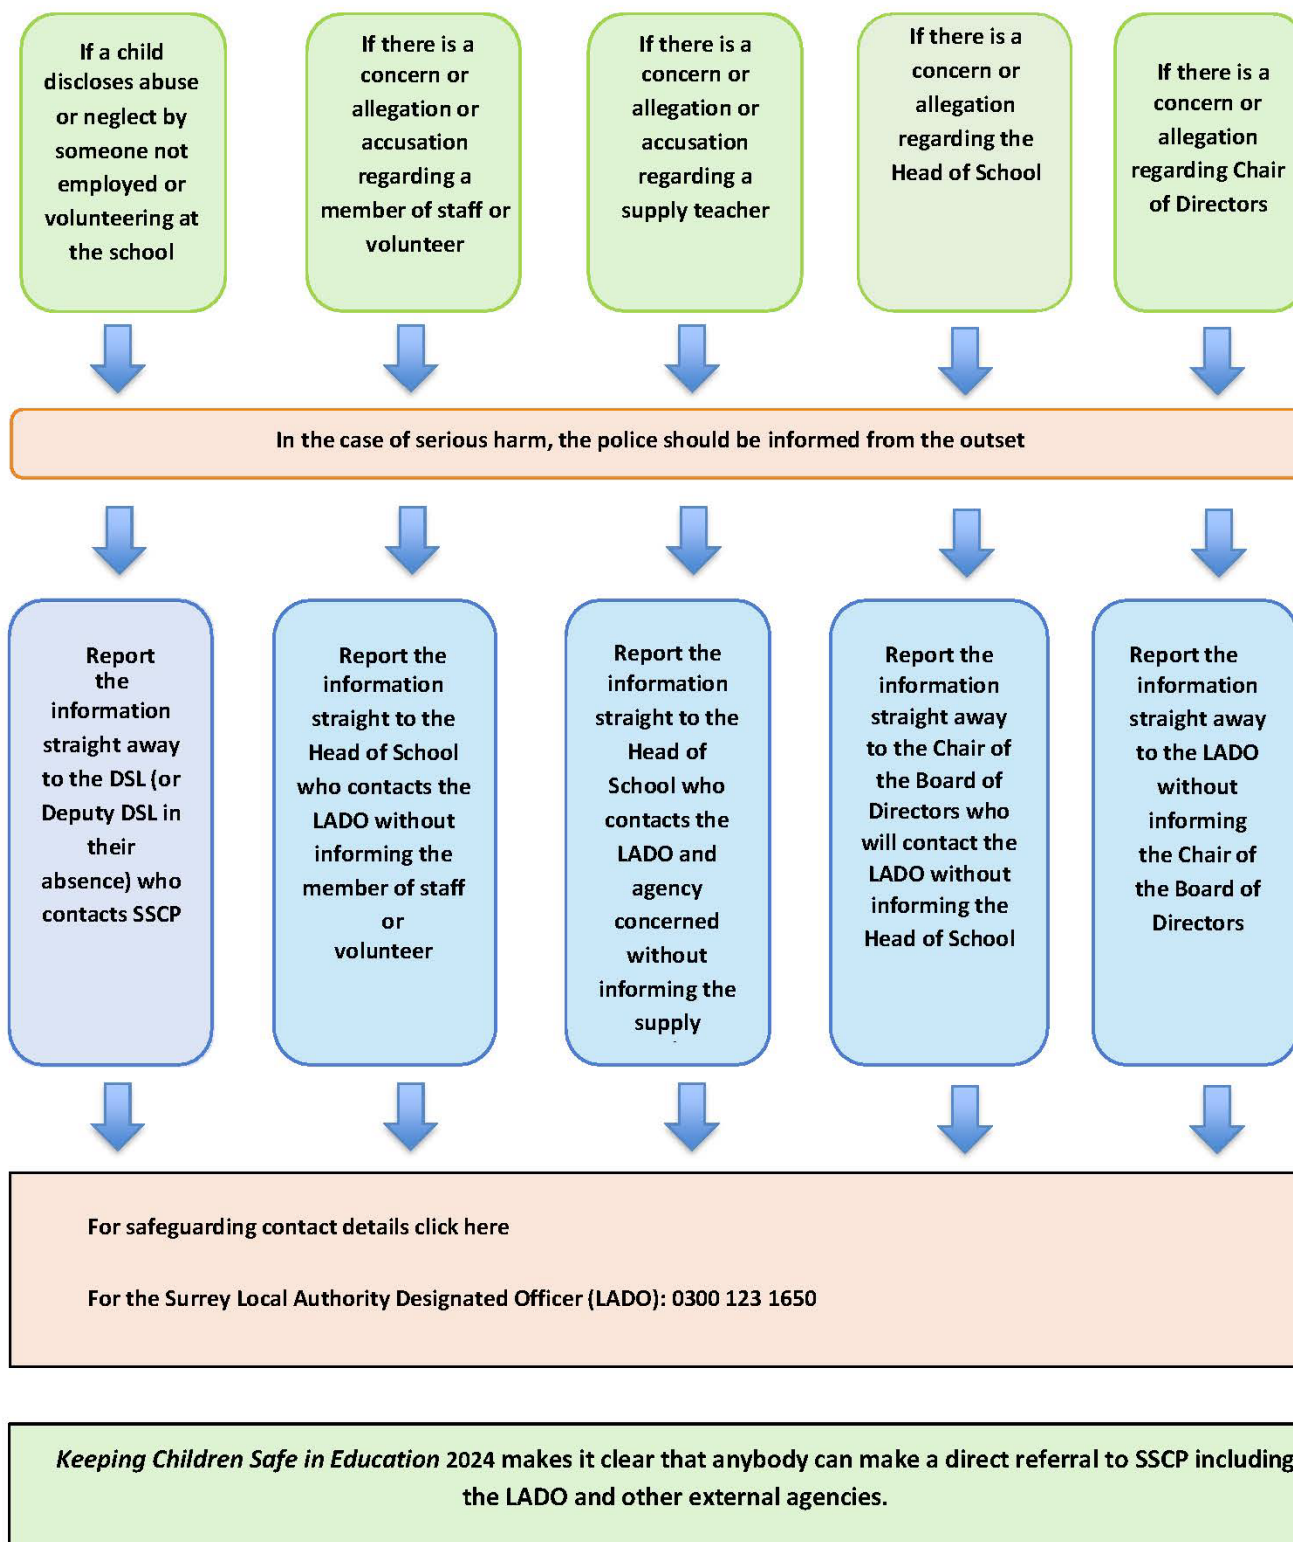 If a child
discloses abuse
or neglect by
someone not
employed or
volunteering at
the school
If there is a
concern or
allegation or
accusation
regarding a
member of staff or
volunteer
If there is a
concern or
allegation or
accusation
regarding a
supply teacher
If there is a
concern or
allegation
regarding the
Head of School
If there is a
concern or
allegation
regarding Chair
of Directors
In the case of serious harm, the police should be informed from the outset
Report
the
information
straight away
to the DSL (or
Deputy DSL in
their
absence) who
contacts SSCP
Report the
information
straight to the
Head of School
who contacts the
LADO without
informing the
member of staff
or
volunteer
Report the
information
straight to the
Head of
School who
contacts the
LADO and
agency
concerned
without
informing the
supply
Report the
information
straight away
to the Chair of
the Board of
Directors who
will contact the
LADO without
informing the
Head of School
Report the
information
straight away
to the LADO
without
informing
the Chair of
the Board of
Directors
For safeguarding contact details click here
For the Surrey Local Authority Designated Officer (LADO): 0300 123 1650
Keeping Children Safe in Education 2024 makes it clear that anybody can make a direct referral to SSCP including
the LADO and other external agencies.